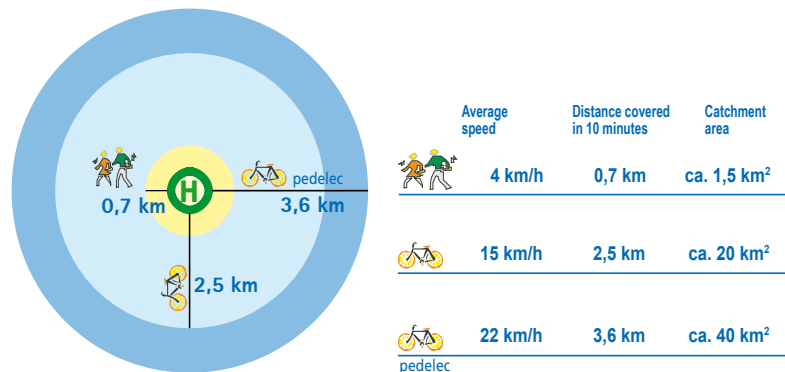 H
pedelec
0,7 km
3,6 km
2,5 km
Average speed
Distance covered in 10 minutes
Catchment area
4 km/h 0,7 km ca. 1,5 km²
15 km/h 2,5 km ca. 20 km²
22 km/h 3,6 km ca. 40 km²
pedelec